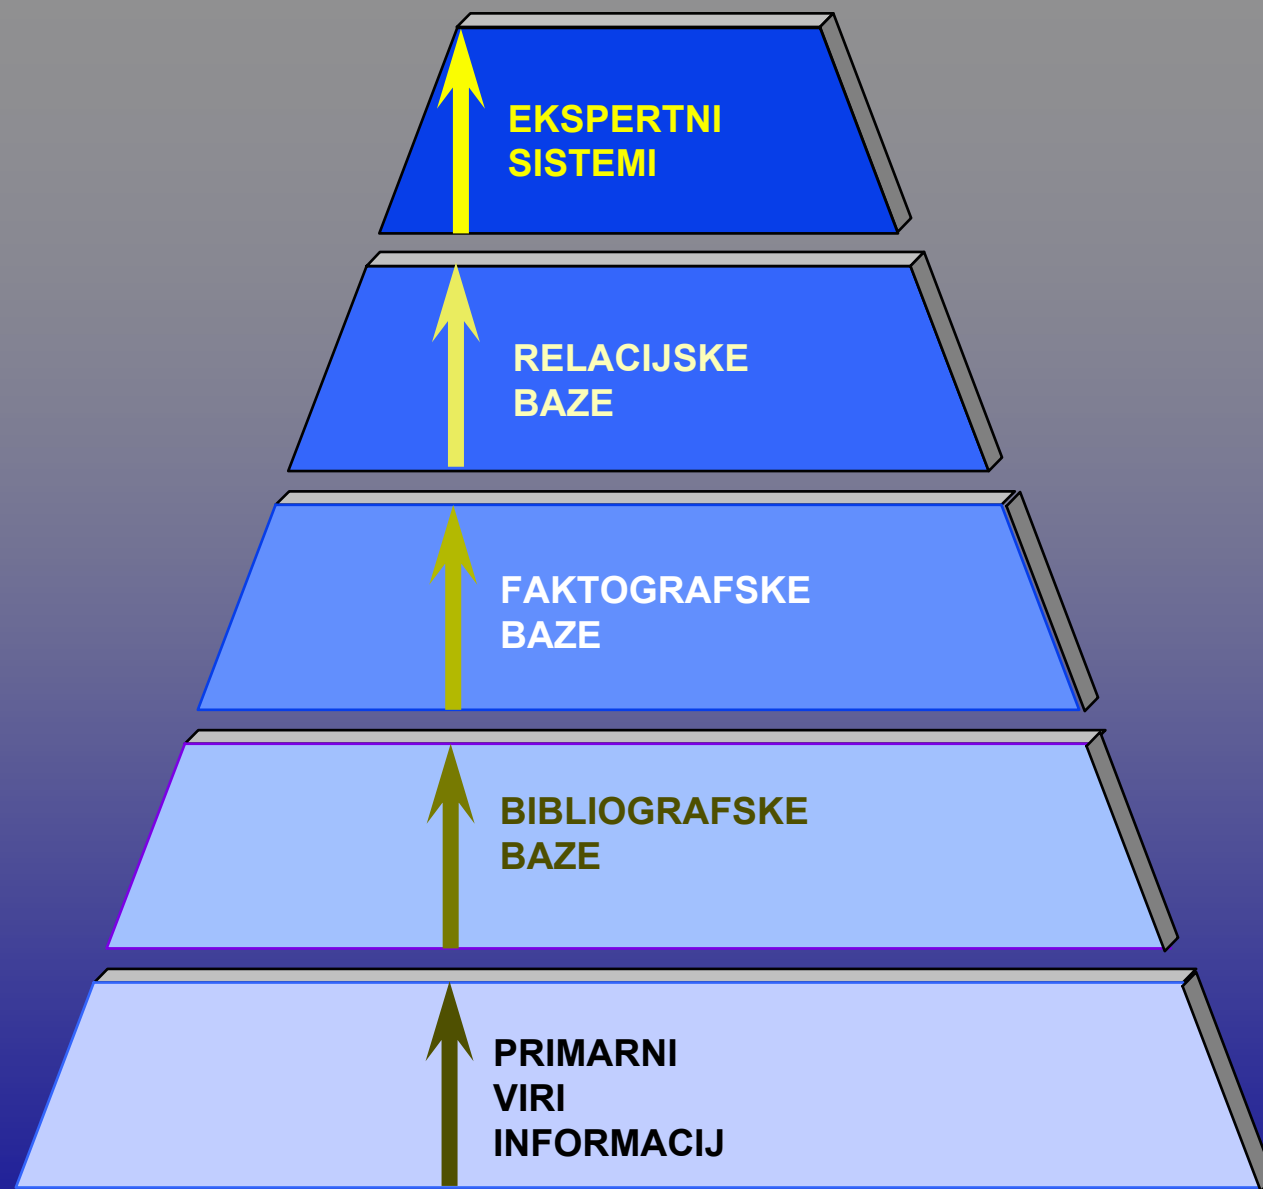 EKSPERTNI
SISTEMI
RELACIJSKE
BAZE
FAKTOGRAFSKE
BAZE
BIBLIOGRAFSKE
BAZE
PRIMARNI
VIRI
INFORMACIJ